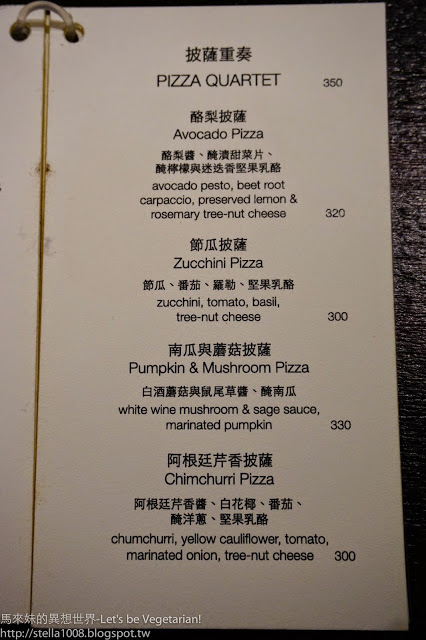 披薩重奏
PIZZA QUARTET 350
酪梨披薩
Avocado Pizza
酪梨醬、醃漬甜菜片、
醃檸檬與迷迭香堅果乳酪
avocado pesto, beet root
carpaccio, preserved lemon &
rosemary tree-nut cheese 320
節瓜披薩
Zucchini Pizza
節瓜、番茄、羅勒、堅果乳酪
zucchini, tomato, basil,
tree-nut cheese 300
南瓜與蘑菇披薩
Pumpkin & Mushroom Pizza
白酒蘑菇與鼠尾草醬、醃南瓜
white wine mushroom & sage sauce,
marinated pumpkin 330
阿根廷芹香披薩
Chimchurri Pizza
阿根廷芹香醬、白花椰、番茄、
醃洋蔥、堅果乳酪
chumchurri, yellow cauliflower, tomato,
marinated onion, tree-nut cheese 300
馬來妹的異想世界-Let's be Vegetarian!
http://stella1008.blogspot.tw